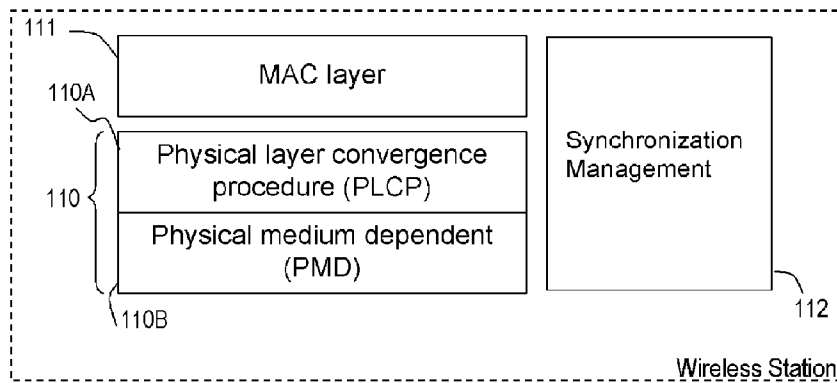 111
MAC layer
110A
Physical layer convergence
procedure (PLCP)
110
Physical medium dependent
(PMD)
110B
Synchronization
Management
112
Wireless Station